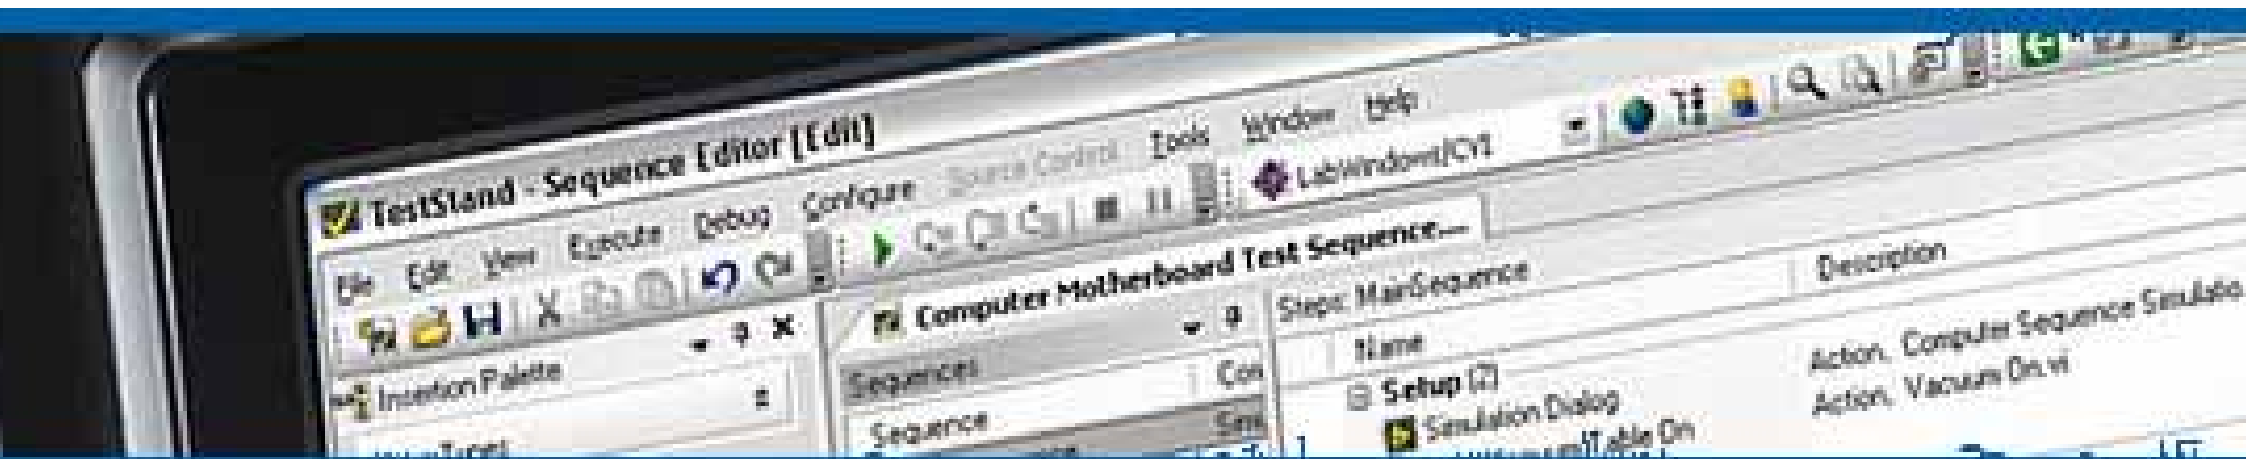 TestStand - Sequence Editor [Edit]
File Edit View Execute Debug Configure Source Control Tools Window Help
LabWindows/CVI
Insertion Palette
Computer Motherboard Test Sequence...
Sequences
Sequence
Steps: MainSequence
Name Description
Setup (2)
Simulation Dialog Action, Computer Sequence Simulatio
Table On Action, Vacuum On.vi